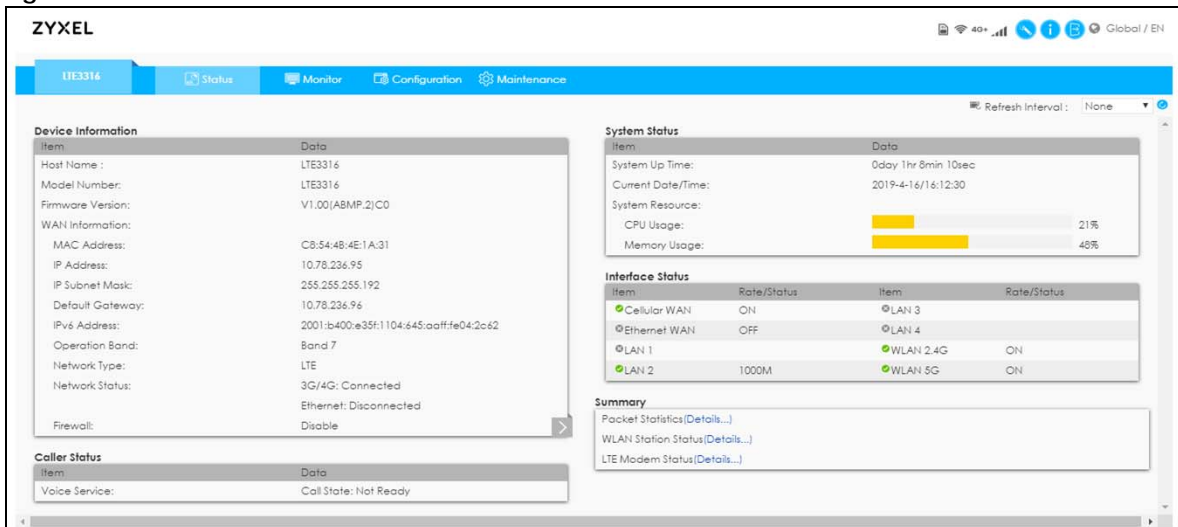 ZYXEL
4G+ Global / EN
LTE3316 Status Monitor Configuration Maintenance
Refresh Interval : None
Device Information
Item Data
Host Name : LTE3316
Model Number: LTE3316
Firmware Version: V1.00(ABMP.2)C0
WAN Information:
MAC Address: C8:54:4B:4E:1A:31
IP Address: 10.78.236.95
IP Subnet Mask: 255.255.255.192
Default Gateway: 10.78.236.96
IPv6 Address: 2001:b400:e35f:1104:645:aaff:fe04:2c62
Operation Band: Band 7
Network Type: LTE
Network Status: 3G/4G: Connected
Ethernet: Disconnected
Firewall: Disable
Caller Status
Item Data
Voice Service: Call State: Not Ready
System Status
Item Data
System Up Time: 0day 1hr 8min 10sec
Current Date/Time: 2019-4-16/16:12:30
System Resource:
CPU Usage: 21%
Memory Usage: 48%
Interface Status
Item Rate/Status Item Rate/Status
Cellular WAN ON LAN 3
Ethernet WAN OFF LAN 4
LAN 1 WLAN 2.4G ON
LAN 2 1000M WLAN 5G ON
Summary
Packet Statistics(Details...)
WLAN Station Status(Details...)
LTE Modem Status(Details...)